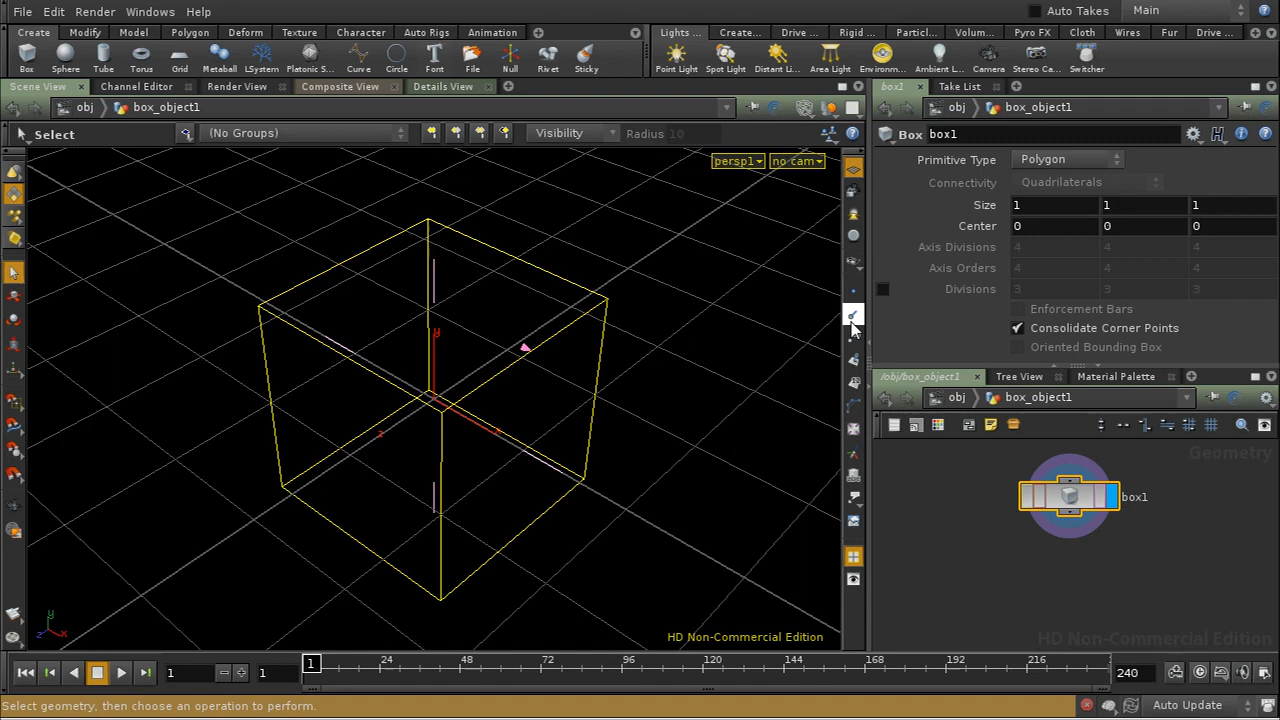 File Edit Render Windows Help
Auto Takes Main
Create Modify Model Polygon Deform Texture Character Auto Rigs Animation
Lights ... Create... Drive ... Rigid ... Particl... Volum... Pyro FX Cloth Wires Fur Drive ...
Box Sphere Tube Torus Grid Metaball LSystem Platonic S... Curve Circle Font File Null Rivet Sticky
Point Light Spot Light Distant Li... Area Light Environm... Ambient L... Camera Stereo Ca... Switcher
Scene View Channel Editor Render View Composite View Details View
box1 Take List
obj box_object1
obj box_object1
Select (No Groups) Visibility Radius 10
Box box1
persp1 no cam
Primitive Type Polygon
Connectivity Quadrilaterals
Size 1 1 1
Center 0 0 0
Axis Divisions 4 4 4
Axis Orders 4 4 4
Divisions 3 3 3
Enforcement Bars
Consolidate Corner Points
Oriented Bounding Box
y
x
z
/obj/box_object1 Tree View Material Palette
obj box_object1
Geometry
box1
y
z x
HD Non-Commercial Edition
HD Non-Commercial Edition
1 1 1 24 48 72 96 120 144 168 192 216 240
Select geometry, then choose an operation to perform.
Auto Update